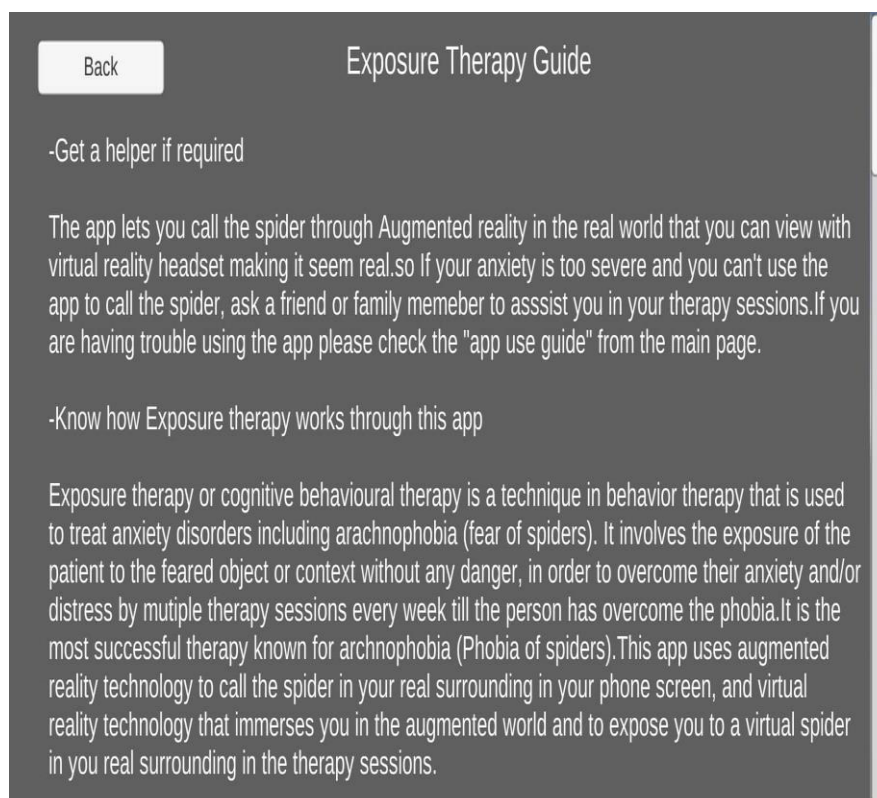 Back
Exposure Therapy Guide
-Get a helper if required
The app lets you call the spider through Augmented reality in the real world that you can view with
virtual reality headset making it seem real.so If your anxiety is too severe and you can't use the
app to call the spider, ask a friend or family memeber to asssist you in your therapy sessions.If you
are having trouble using the app please check the "app use guide" from the main page.
-Know how Exposure therapy works through this app
Exposure therapy or cognitive behavioural therapy is a technique in behavior therapy that is used
to treat anxiety disorders including arachnophobia (fear of spiders). It involves the exposure of the
patient to the feared object or context without any danger, in order to overcome their anxiety and/or
distress by mutiple therapy sessions every week till the person has overcome the phobia.It is the
most successful therapy known for archnophobia (Phobia of spiders).This app uses augmented
reality technology to call the spider in your real surrounding in your phone screen, and virtual
reality technology that immerses you in the augmented world and to expose you to a virtual spider
in you real surrounding in the therapy sessions.